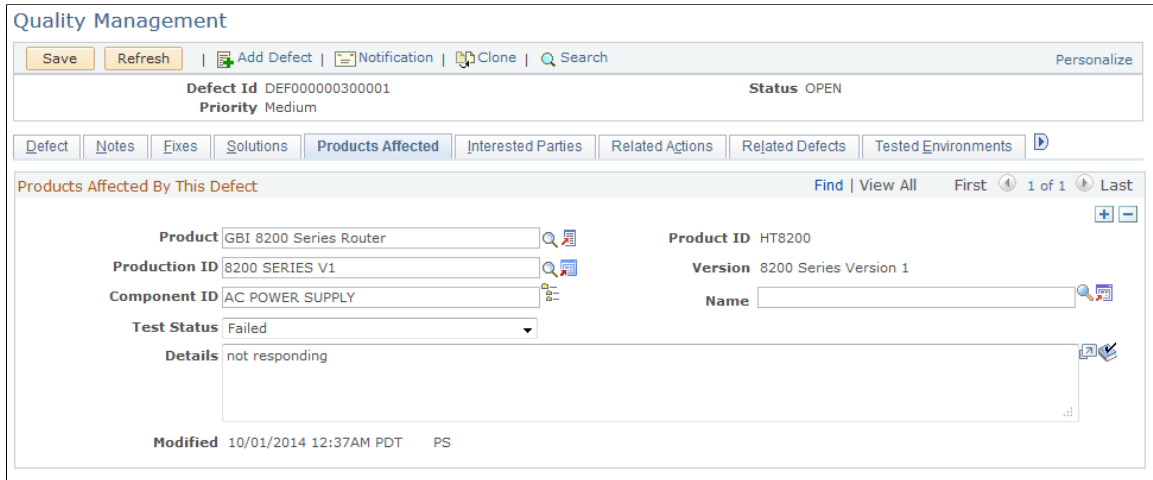 Quality Management
Save Refresh | Add Defect | Notification | Clone | Search Personalize
Defect Id DEF000000300001 Status OPEN
Priority Medium
Defect Notes Fixes Solutions Products Affected Interested Parties Related Actions Related Defects Tested Environments
Products Affected By This Defect Find | View All First 1 of 1 Last
Product GBI 8200 Series Router Product ID HT8200
Production ID 8200 SERIES V1 Version 8200 Series Version 1
Component ID AC POWER SUPPLY Name
Test Status Failed
Details not responding
Modified 10/01/2014 12:37AM PDT PS